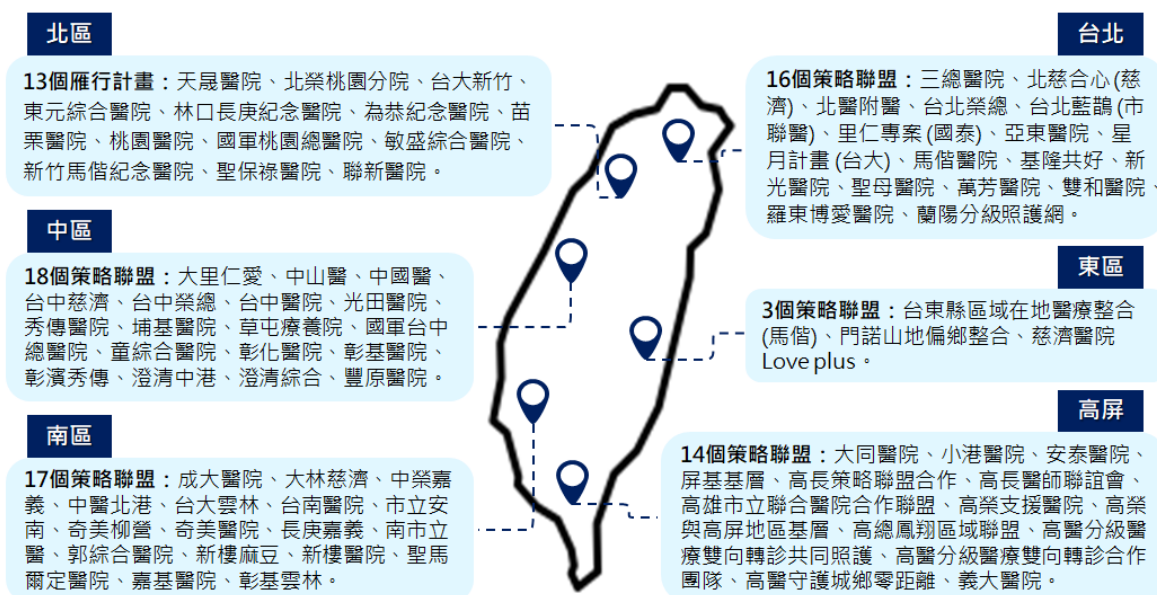 北區
13個雁行計畫：天晟醫院、北榮桃園分院、台大新竹、
東元綜合醫院、林口長庚紀念醫院、為恭紀念醫院、苗
栗醫院、桃園醫院、國軍桃園總醫院、敏盛綜合醫院、
新竹馬偕紀念醫院、聖保祿醫院、聯新醫院。
中區
18個策略聯盟：大里仁愛、中山醫、中國醫、
台中慈濟、台中榮總、台中醫院、光田醫院、
秀傳醫院、埔基醫院、草屯療養院、國軍台中
總醫院、童綜合醫院、彰化醫院、彰基醫院、
彰濱秀傳、澄清中港、澄清綜合、豐原醫院。
南區
17個策略聯盟：成大醫院、大林慈濟、中榮嘉
義、中醫北港、台大雲林、台南醫院、市立安
南、奇美柳營、奇美醫院、長庚嘉義、南市立
醫、郭綜合醫院、新樓麻豆、新樓醫院、聖馬
爾定醫院、嘉基醫院、彰基雲林。
台北
16個策略聯盟：三總醫院、北慈合心(慈
濟)、北醫附醫、台北榮總、台北藍鵲(市
聯醫)、里仁專案(國泰)、亞東醫院、星
月計畫(台大)、馬偕醫院、基隆共好、新
光醫院、聖母醫院、萬芳醫院、雙和醫院、
羅東博愛醫院、蘭陽分級照護網。
東區
3個策略聯盟：台東縣區域在地醫療整合
(馬偕)、門諾山地偏鄉整合、慈濟醫院
Love plus。
高屏
14個策略聯盟：大同醫院、小港醫院、安泰醫院、
屏基基層、高長策略聯盟合作、高長醫師聯誼會、
高雄市立聯合醫院合作聯盟、高榮支援醫院、高榮
與高屏地區基層、高總鳳翔區域聯盟、高醫分級醫
療雙向轉診共同照護、高醫分級醫療雙向轉診合作
團隊、高醫守護城鄉零距離、義大醫院。